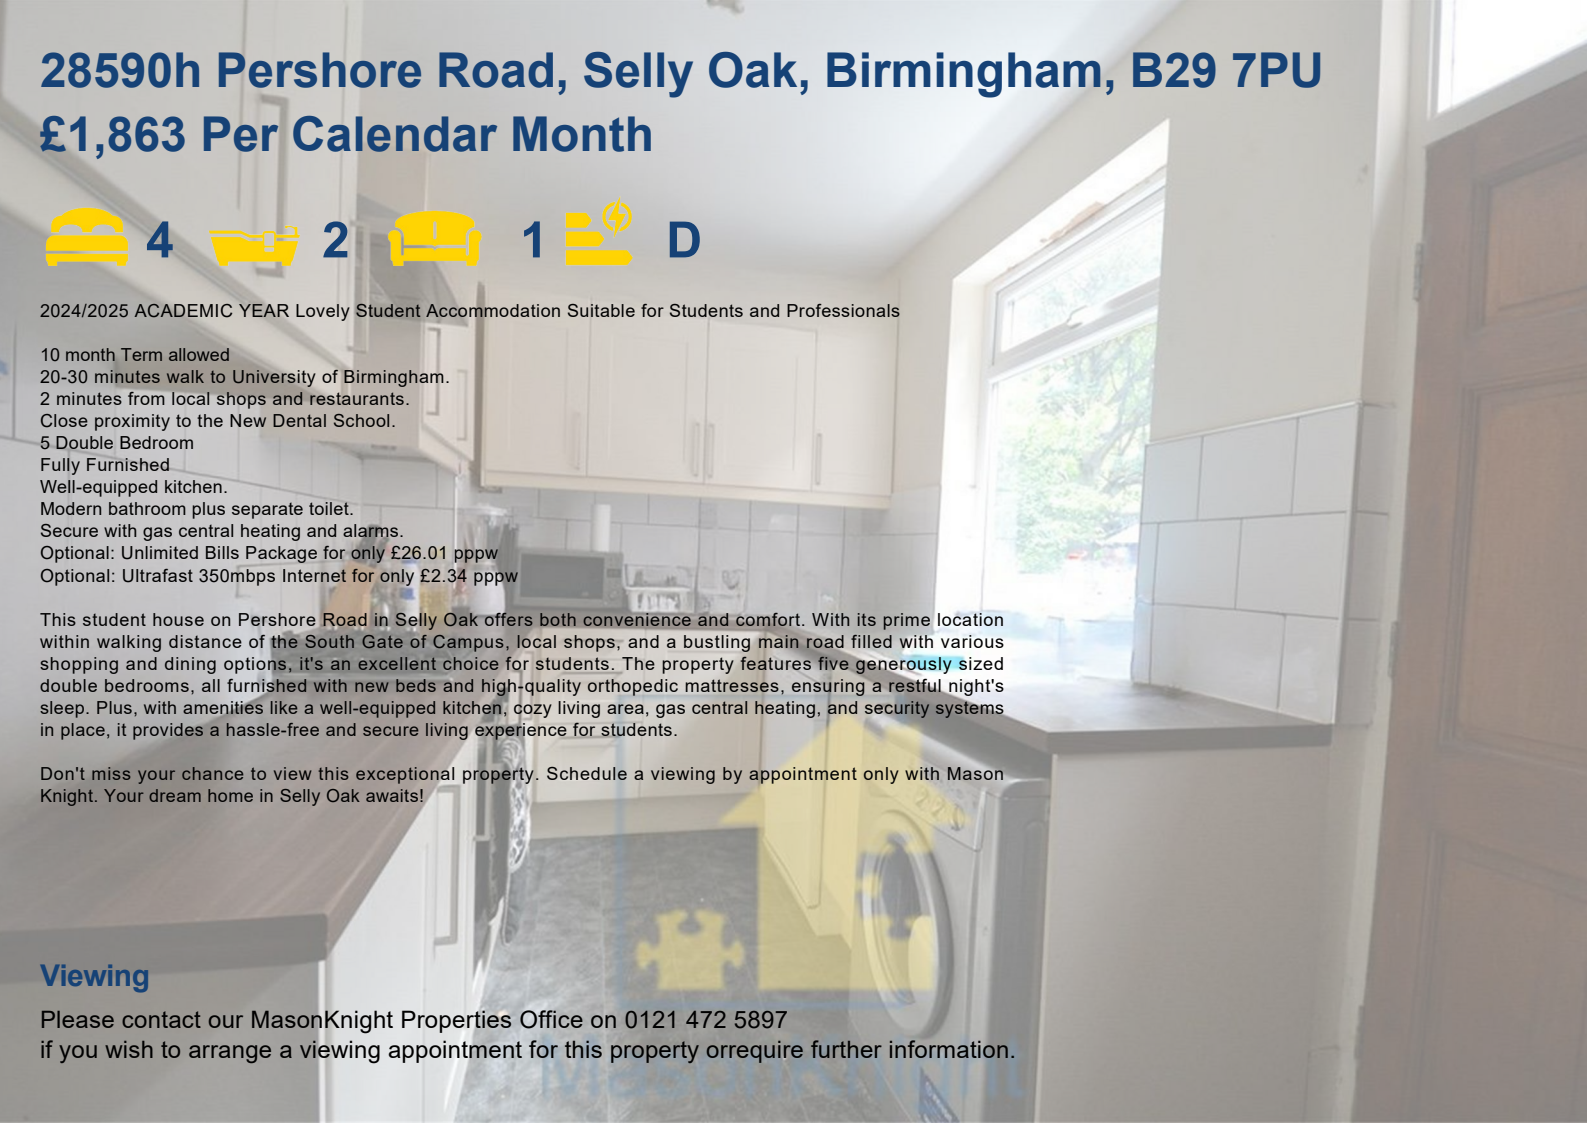 28590h Pershore Road, Selly Oak, Birmingham, B29 7PU
£1,863 Per Calendar Month
4 2 1 D
2024/2025 ACADEMIC YEAR Lovely Student Accommodation Suitable for Students and Professionals
10 month Term allowed
20-30 minutes walk to University of Birmingham.
2 minutes from local shops and restaurants.
Close proximity to the New Dental School.
5 Double Bedroom
Fully Furnished
Well-equipped kitchen.
Modern bathroom plus separate toilet.
Secure with gas central heating and alarms.
Optional: Unlimited Bills Package for only £26.01 pppw
Optional: Ultrafast 350mbps Internet for only £2.34 pppw
This student house on Pershore Road in Selly Oak offers both convenience and comfort. With its prime location
within walking distance of the South Gate of Campus, local shops, and a bustling main road filled with various
shopping and dining options, it's an excellent choice for students. The property features five generously sized
double bedrooms, all furnished with new beds and high-quality orthopedic mattresses, ensuring a restful night's
sleep. Plus, with amenities like a well-equipped kitchen, cozy living area, gas central heating, and security systems
in place, it provides a hassle-free and secure living experience for students.
Don't miss your chance to view this exceptional property. Schedule a viewing by appointment only with Mason
Knight. Your dream home in Selly Oak awaits!
Viewing
Please contact our MasonKnight Properties Office on 0121 472 5897
if you wish to arrange a viewing appointment for this property orrequire further information.
MasonKnight